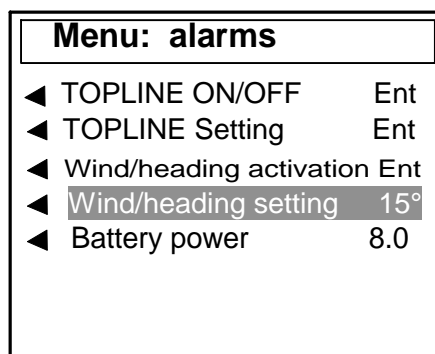 Menu: alarms
TOPLINE ON/OFF Ent
TOPLINE Setting Ent
Wind/heading activation Ent
Wind/heading setting 15°
Battery power 8.0